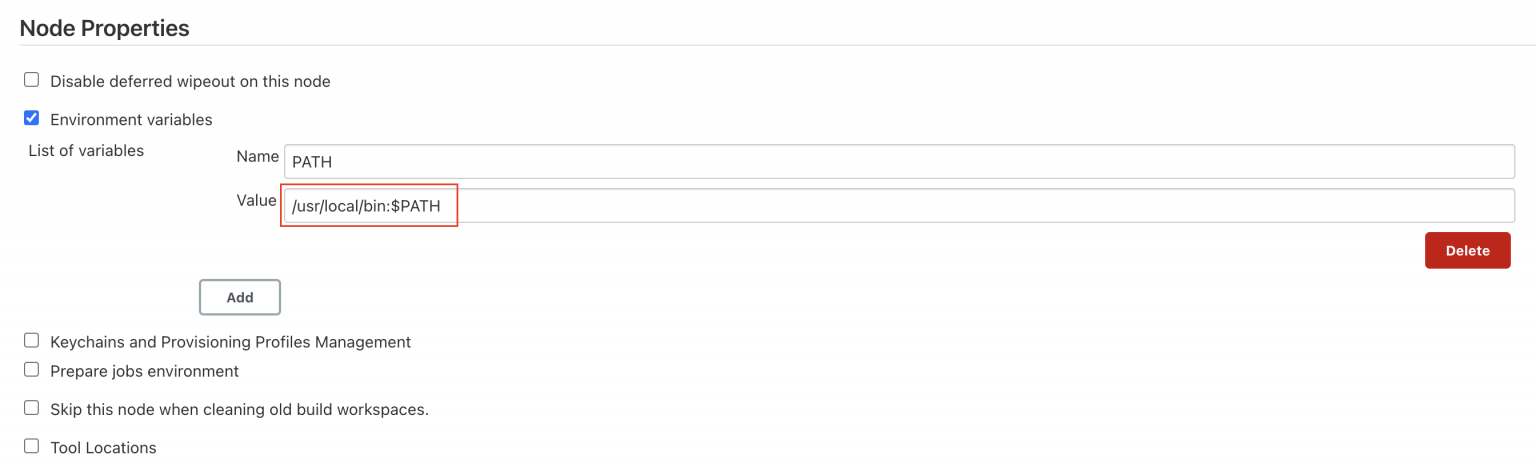 Node Properties
Disable deferred wipeout on this node
Environment variables
List of variables
Name PATH
Value /usr/local/bin:$PATH
Delete
Add
Keychains and Provisioning Profiles Management
Prepare jobs environment
Skip this node when cleaning old build workspaces.
Tool Locations